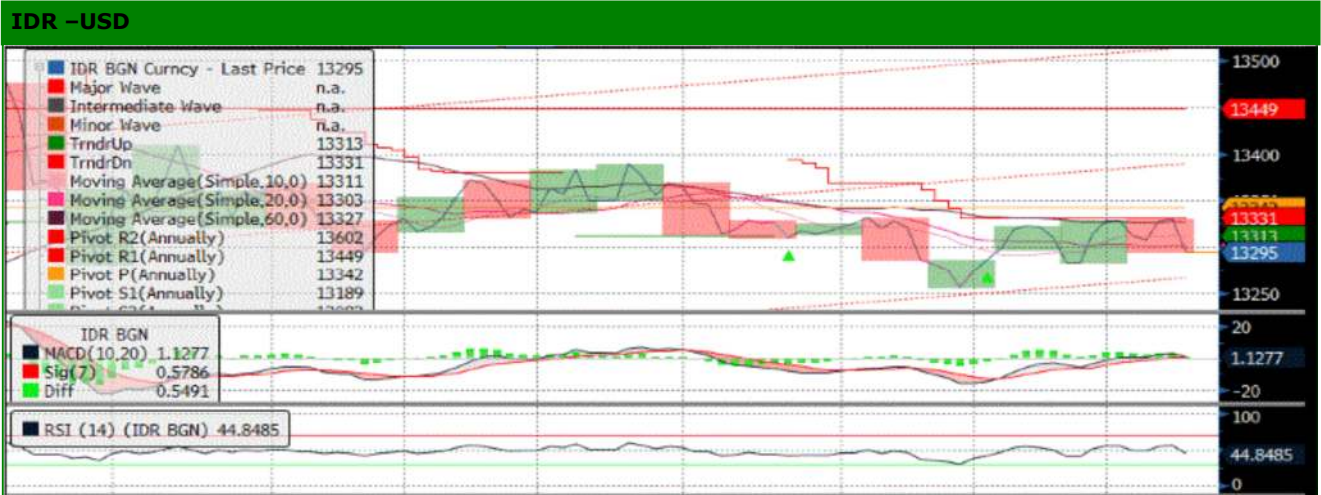 IDR –USD
IDR BGN Curncy - Last Price 13295
Major Wave n.a.
Intermediate Wave n.a.
Minor Wave n.a.
TrndrUp 13313
TrndrDn 13331
Moving Average(Simple,10,0) 13311
Moving Average(Simple,20,0) 13303
Moving Average(Simple,60,0) 13327
Pivot R2(Annually) 13602
Pivot R1(Annually) 13449
Pivot P(Annually) 13342
Pivot S1(Annually) 13189
13500
13449
13400
13342
13331
13313
13295
13250
IDR BGN
MACD(10,20) 1.1277
Sig(7) 0.5786
Diff 0.5491
20
1.1277
-20
RSI (14) (IDR BGN) 44.8485
100
44.8485
0